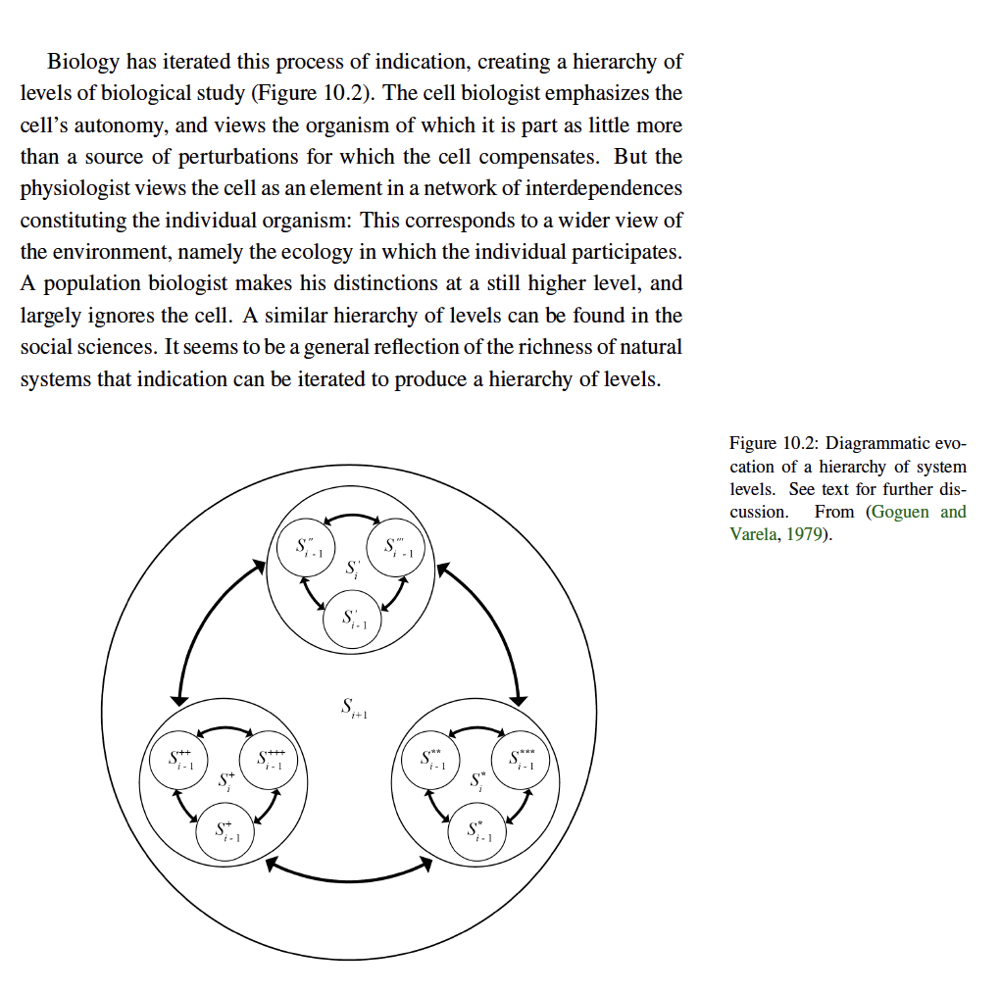 Biology has iterated this process of indication, creating a hierarchy of
levels of biological study (Figure 10.2). The cell biologist emphasizes the
cell’s autonomy, and views the organism of which it is part as little more
than a source of perturbations for which the cell compensates. But the
physiologist views the cell as an element in a network of interdependences
constituting the individual organism: This corresponds to a wider view of
the environment, namely the ecology in which the individual participates.
A population biologist makes his distinctions at a still higher level, and
largely ignores the cell. A similar hierarchy of levels can be found in the
social sciences. It seems to be a general reflection of the richness of natural
systems that indication can be iterated to produce a hierarchy of levels.
Figure 10.2: Diagrammatic evo-
cation of a hierarchy of system
levels. See text for further dis-
cussion. From (Goguen and
Varela, 1979).
S''i-1
S'''i-1
S'i
S'i-1
Si+1
S++i-1
S+++i-1
S+i
S+i-1
S**i-1
S***i-1
S*i
S*i-1